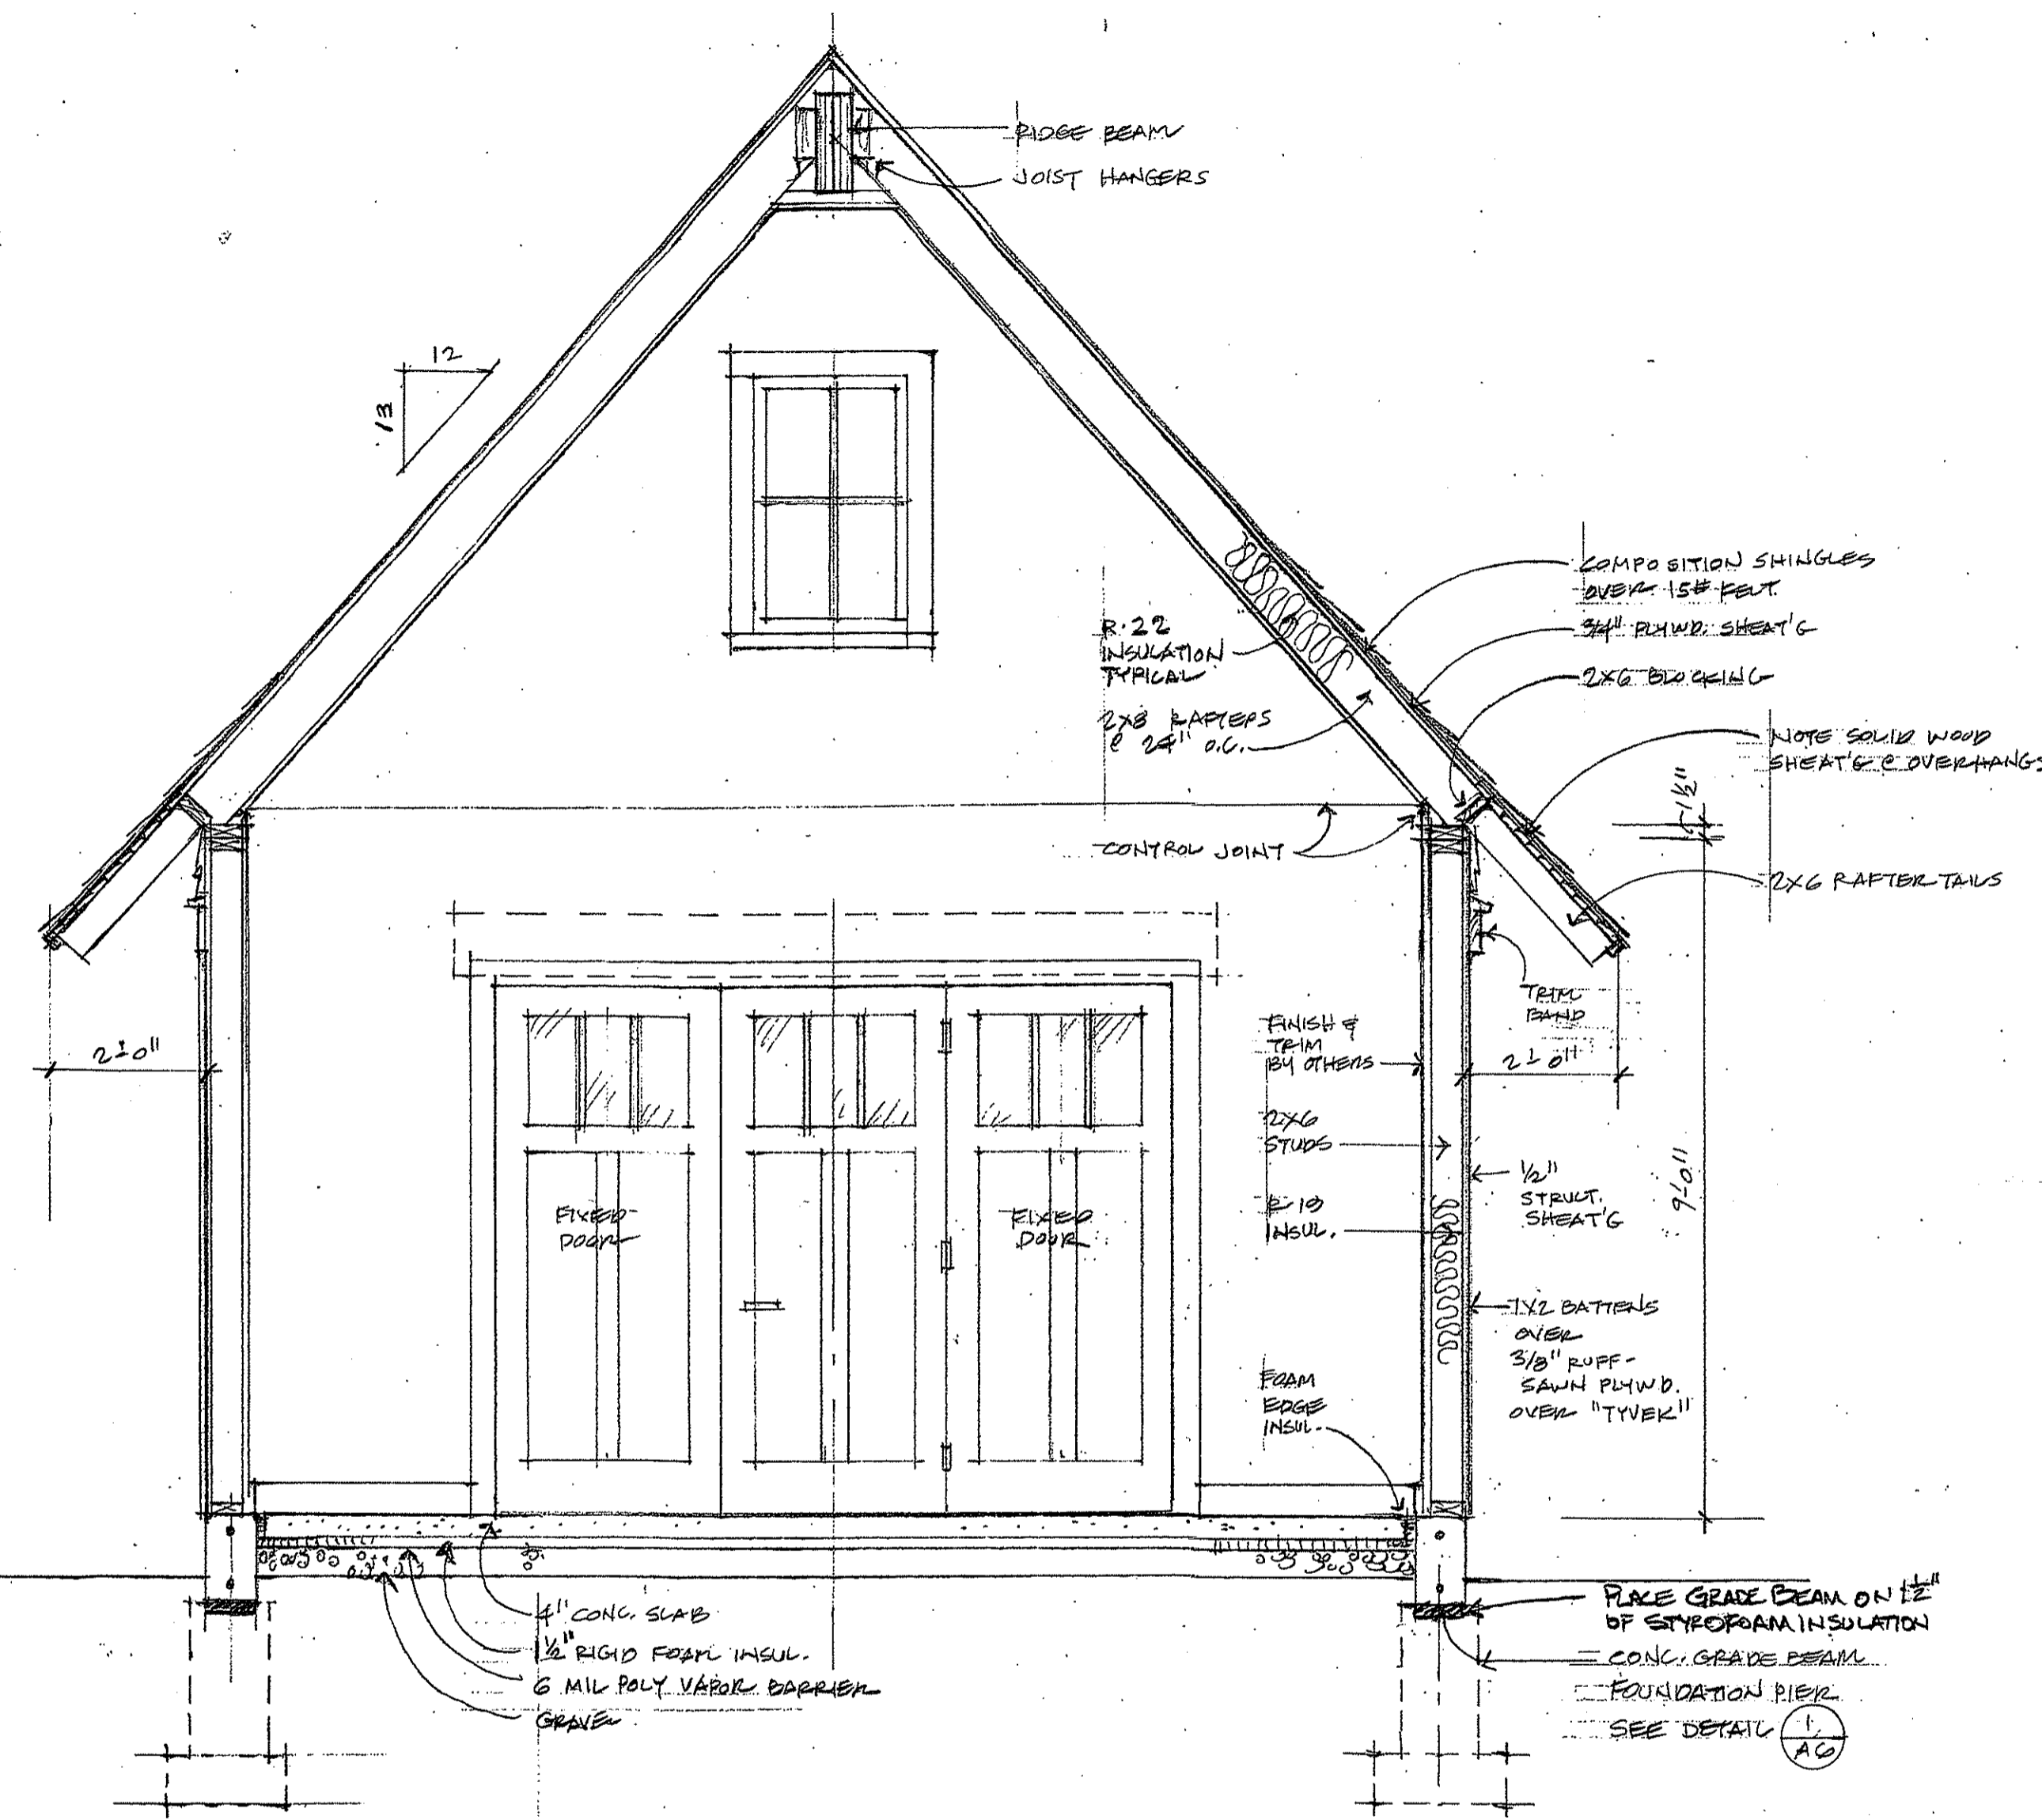 RIDGE BEAM
JOIST HANGERS
12
13
COMPOSITION SHINGLES
OVER 15# FELT.
3/4" PLYWD. SHEAT'G
2X6 BLOCKING
R-22
INSULATION
TYPICAL
2X8 RAFTERS
@ 24" O.C.
NOTE SOLID WOOD
SHEAT'G @ OVERHANGS
1½"
CONTROL JOINT
2X6 RAFTER TAILS
TRIM
BAND
2'-0"
2'-0"
FINISH &
TRIM
BY OTHERS
2X6
STUDS
1/2"
STRUCT.
SHEAT'G
9'-0"
R-19
INSUL.
FIXED
DOOR
FIXED
DOOR
1X2 BATTENS
OVER
3/8" RUFF-
SAWN PLYWD.
OVER "TYVEK"
FOAM
EDGE
INSUL.
4" CONC. SLAB
1½" RIGID FOAM INSUL.
6 MIL POLY VAPOR BARRIER
GRAVEL
PLACE GRADE BEAM ON 1½"
OF STYROFOAM INSULATION
CONC. GRADE BEAM
FOUNDATION PIER
SEE DETAIL 1
A6